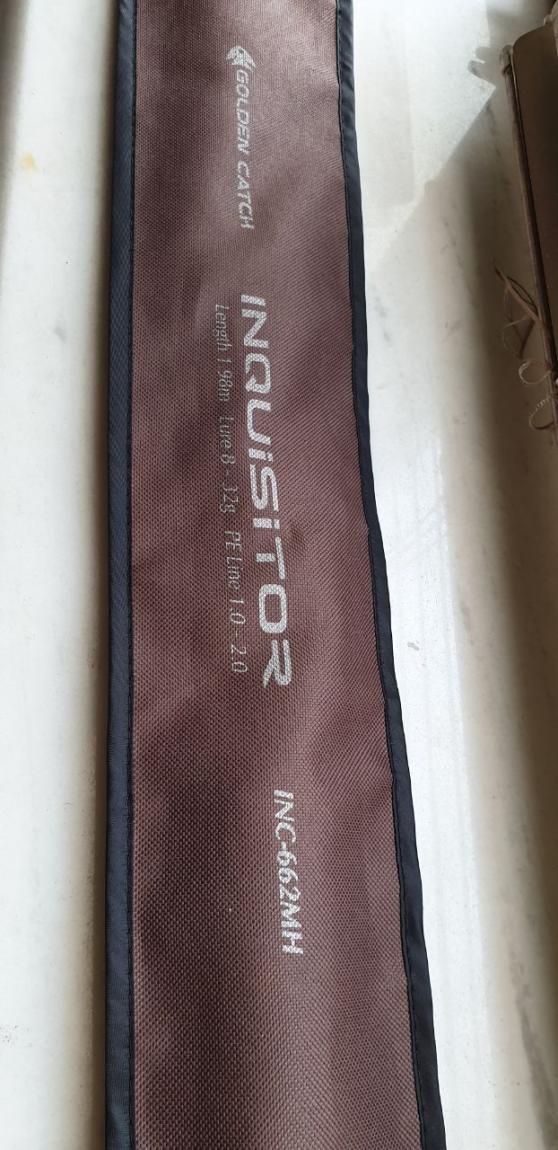 GOLDEN CATCH
INQUISITOR
Length 1.98m Lure 8 - 32g PE Line 1.0 - 2.0
INC-662MH